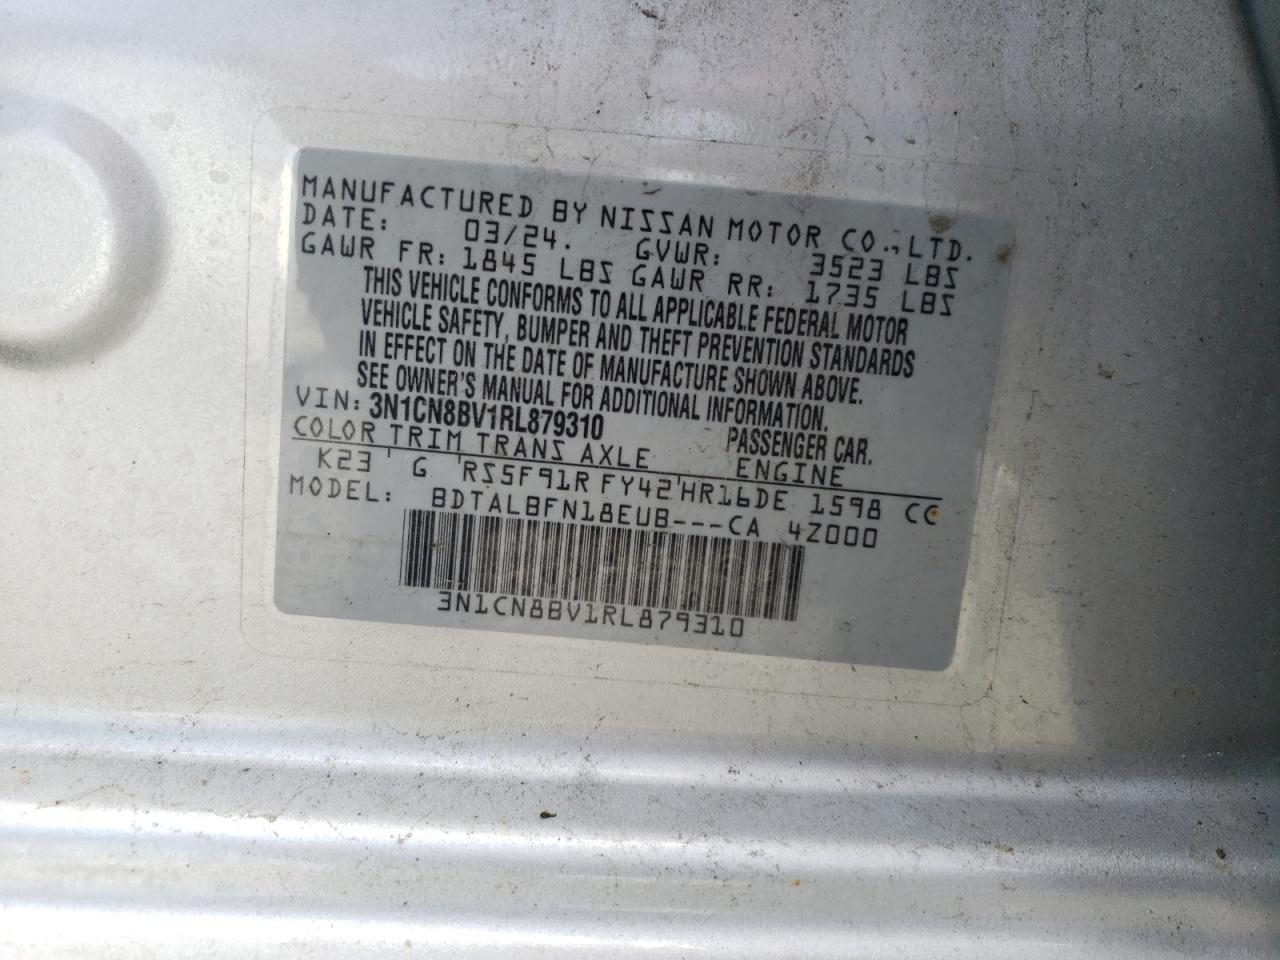 MANUFACTURED BY NISSAN MOTOR CO., LTD.
DATE: 03/24. GVWR: 3523 LBS
GAWR FR: 1845 LBS GAWR RR: 1735 LBS
THIS VEHICLE CONFORMS TO ALL APPLICABLE FEDERAL MOTOR
VEHICLE SAFETY, BUMPER AND THEFT PREVENTION STANDARDS
IN EFFECT ON THE DATE OF MANUFACTURE SHOWN ABOVE.
SEE OWNER'S MANUAL FOR ADDITIONAL INFORMATION.
VIN: 3N1CN8BV1RL879310 PASSENGER CAR.
COLOR TRIM TRANS AXLE ENGINE
K23 G RS5F91R FY42 HR16DE 1598 CC
MODEL: BDTALBFN18EUB---CA 4Z000
3N1CN8BV1RL879310